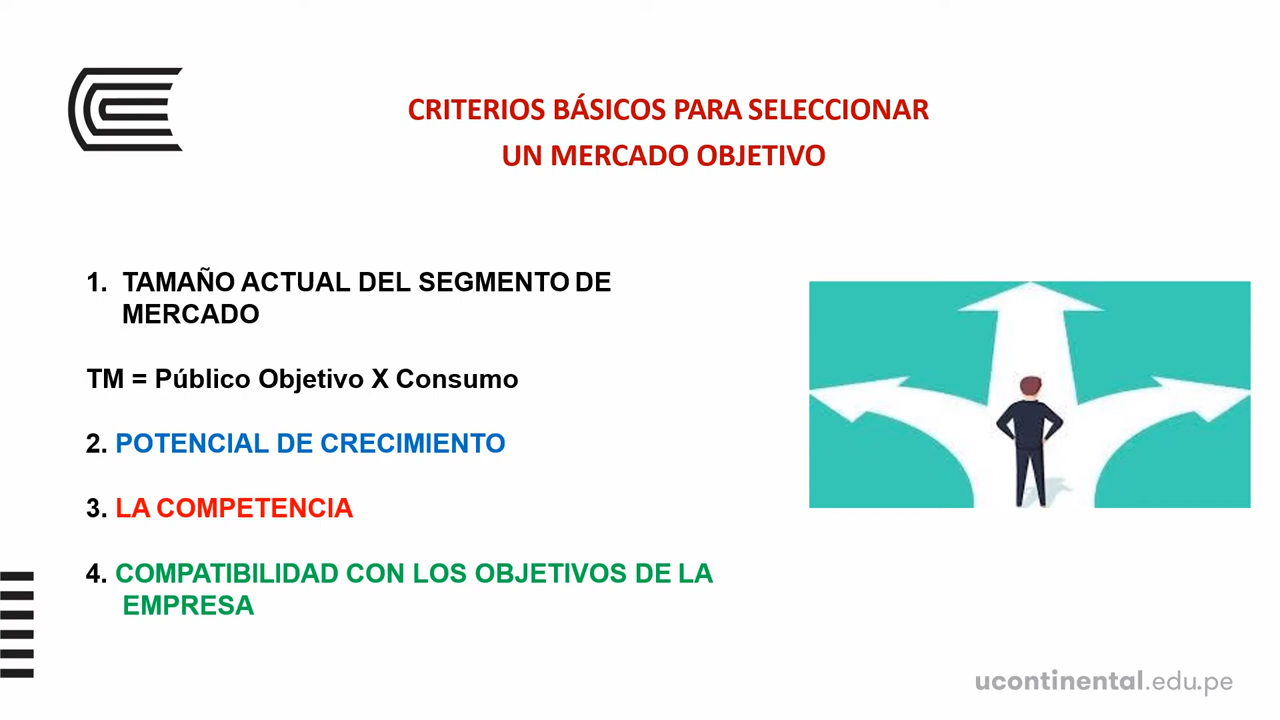 CRITERIOS BÁSICOS PARA SELECCIONAR
UN MERCADO OBJETIVO
1. TAMAÑO ACTUAL DEL SEGMENTO DE
MERCADO
TM = Público Objetivo X Consumo
2. POTENCIAL DE CRECIMIENTO
3. LA COMPETENCIA
4. COMPATIBILIDAD CON LOS OBJETIVOS DE LA
EMPRESA
ucontinental.edu.pe